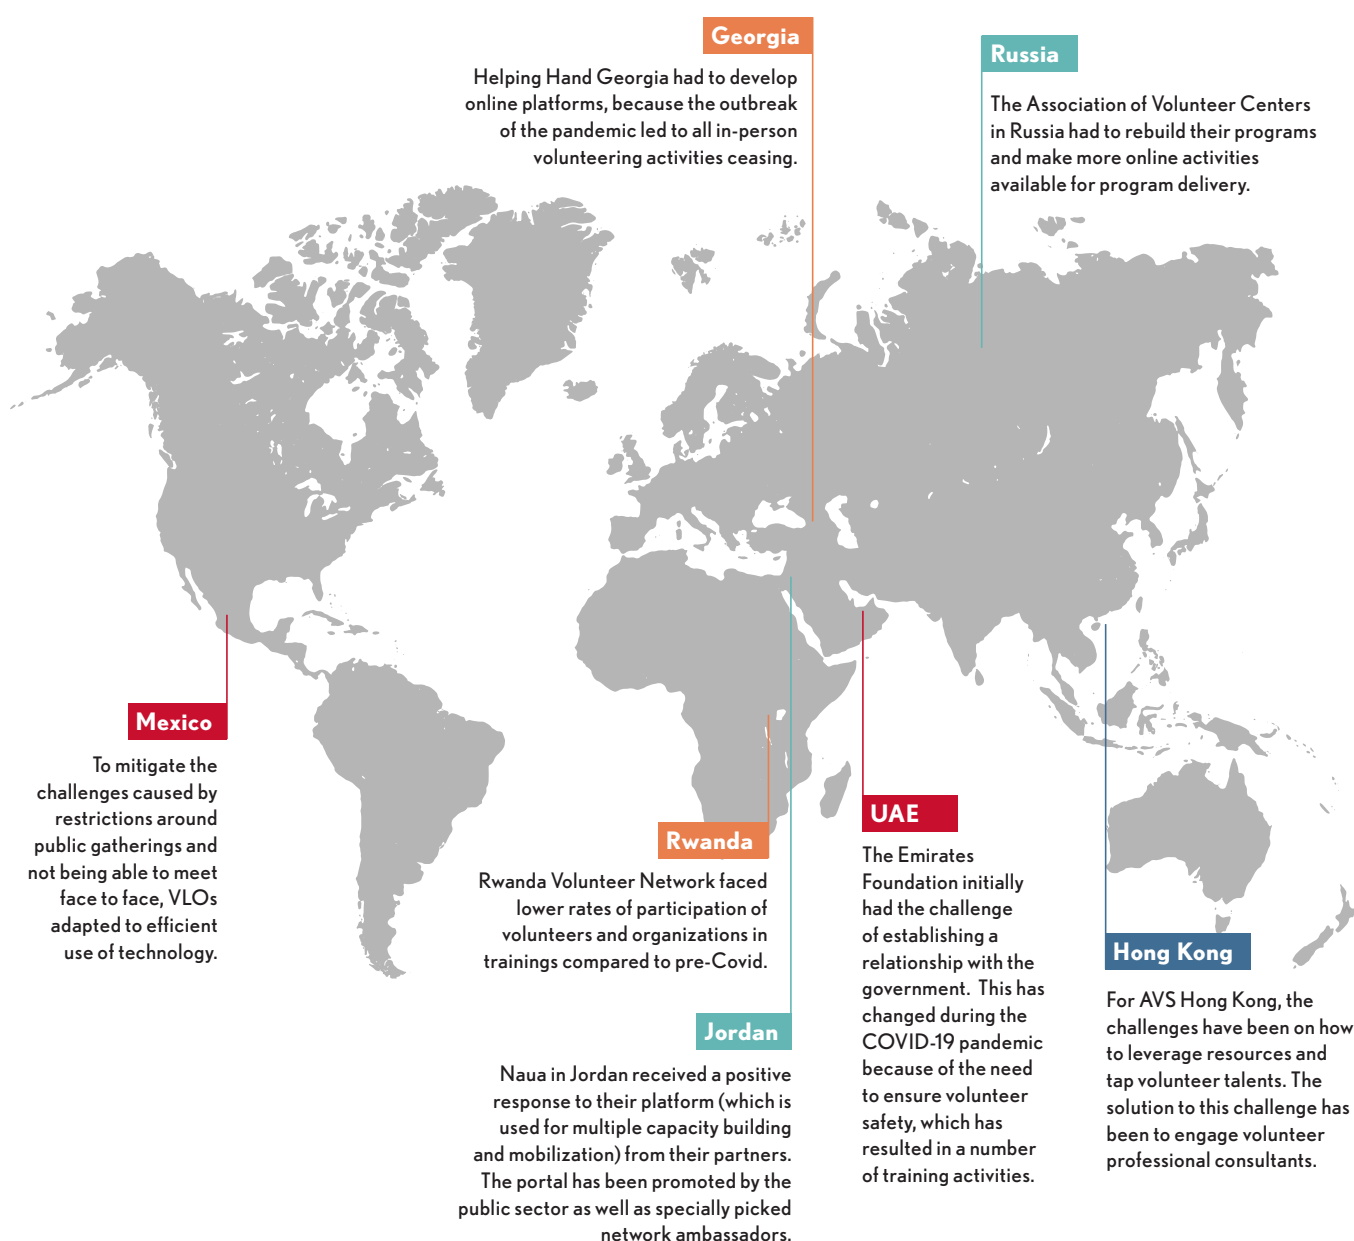 Georgia
Helping Hand Georgia had to develop
online platforms, because the outbreak
of the pandemic led to all in-person
volunteering activities ceasing.
Russia
The Association of Volunteer Centers
in Russia had to rebuild their programs
and make more online activities
available for program delivery.
Mexico
To mitigate the
challenges caused by
restrictions around
public gatherings and
not being able to meet
face to face, VLOs
adapted to efficient
use of technology.
Rwanda
Rwanda Volunteer Network faced
lower rates of participation of
volunteers and organizations in
trainings compared to pre-Covid.
Jordan
Naua in Jordan received a positive
response to their platform (which is
used for multiple capacity building
and mobilization) from their partners.
The portal has been promoted by the
public sector as well as specially picked
network ambassadors.
UAE
The Emirates
Foundation initially
had the challenge
of establishing a
relationship with the
government.  This has
changed during the
COVID-19 pandemic
because of the need
to ensure volunteer
safety, which has
resulted in a number
of training activities.
Hong Kong
For AVS Hong Kong, the
challenges have been on how
to leverage resources and
tap volunteer talents. The
solution to this challenge has
been to engage volunteer
professional consultants.